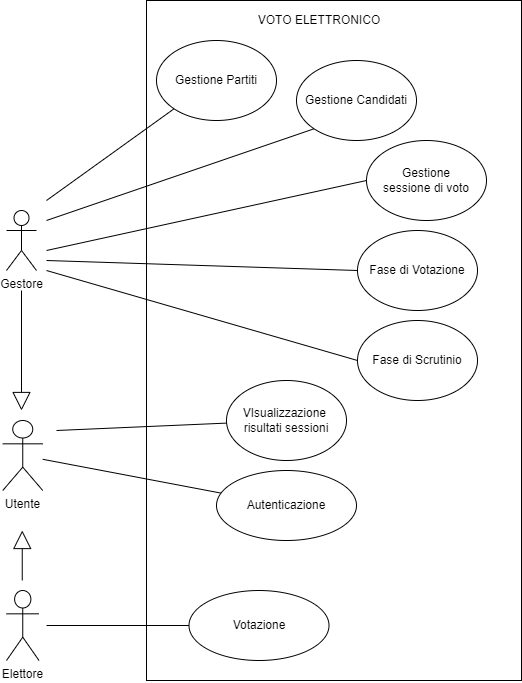 VOTO ELETTRONICO
Gestione Partiti
Gestione Candidati
Gestione
sessione di voto
Gestore
Fase di Votazione
Fase di Scrutinio
VIsualizzazione
risultati sessioni
Utente
Autenticazione
Votazione
Elettore